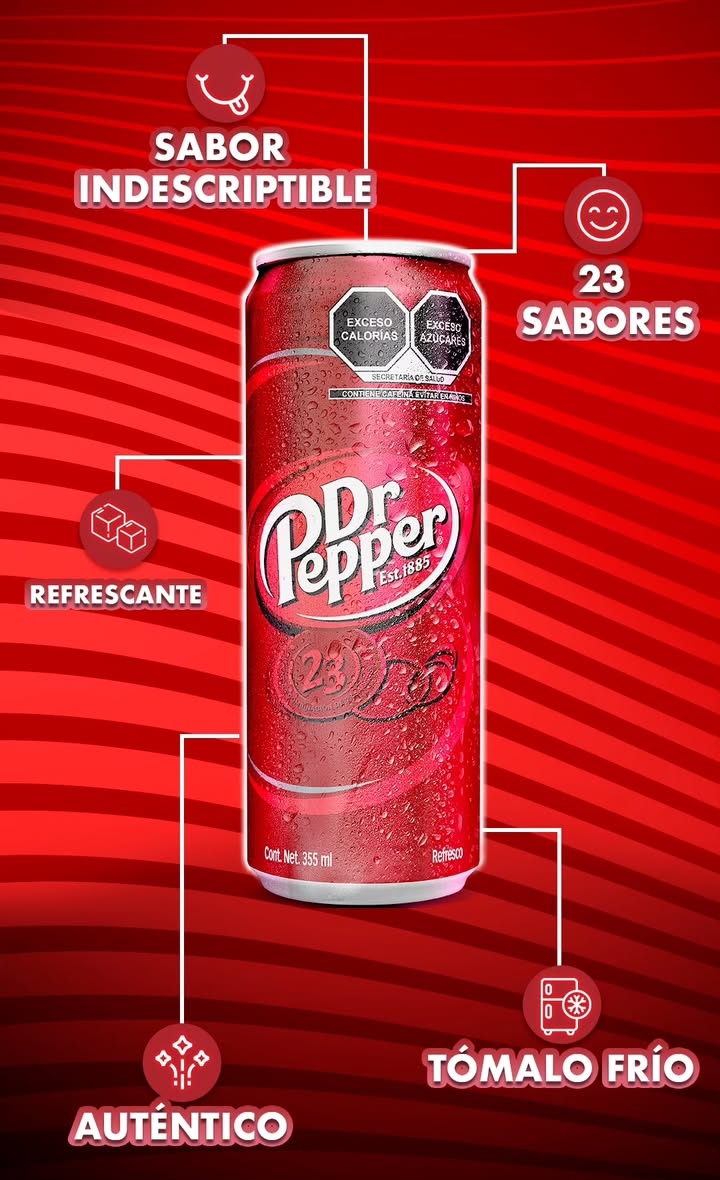 SABOR
INDESCRIPTIBLE
23
SABORES
EXCESO
CALORÍAS
EXCESO
AZÚCARES
SECRETARÍA DE SALUD
CONTIENE CAFEÍNA EVITAR EN NIÑOS
REFRESCANTE
Dr
Pepper
Est. 1885
23
Cont. Net. 355 ml
Refresco
TÓMALO FRÍO
AUTÉNTICO